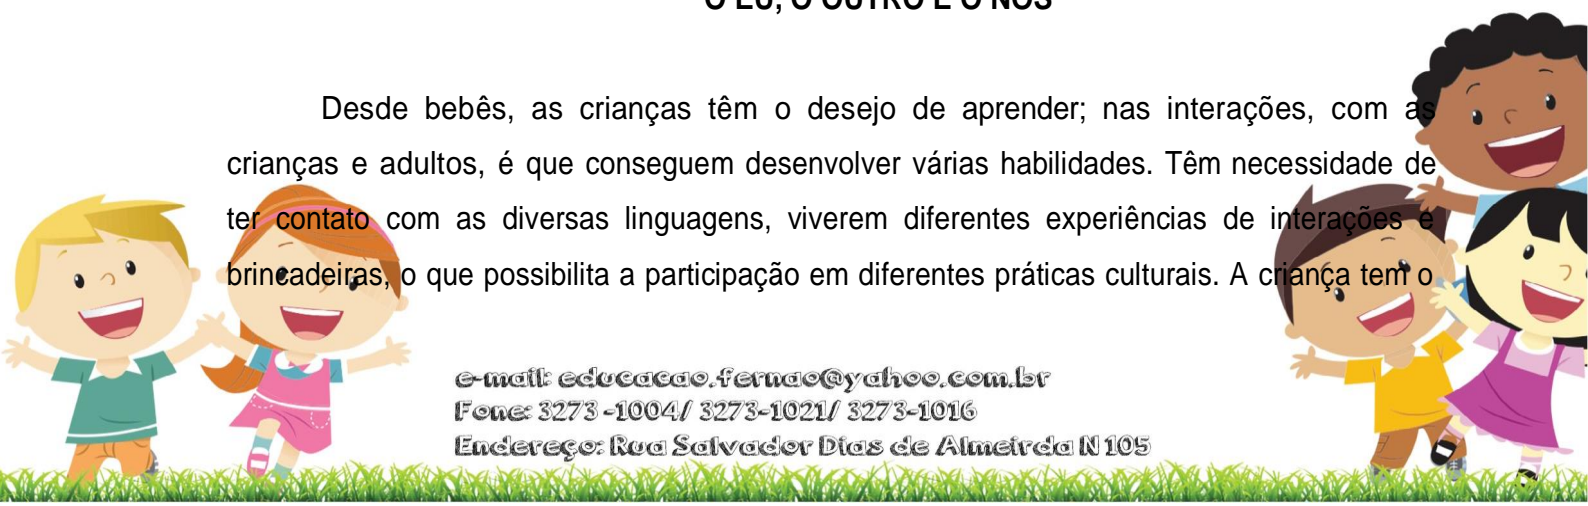 O EU, O OUTRO E O NÓS
Desde bebês, as crianças têm o desejo de aprender; nas interações, com as
crianças e adultos, é que conseguem desenvolver várias habilidades. Têm necessidade de
ter contato com as diversas linguagens, viverem diferentes experiências de interações e
brincadeiras, o que possibilita a participação em diferentes práticas culturais. A criança tem o
e-mail: educacao.fernao@yahoo.com.br
Fone: 3273 -1004/ 3273-1021/ 3273-1016
Endereço: Rua Salvador Dias de Almeirda N 105